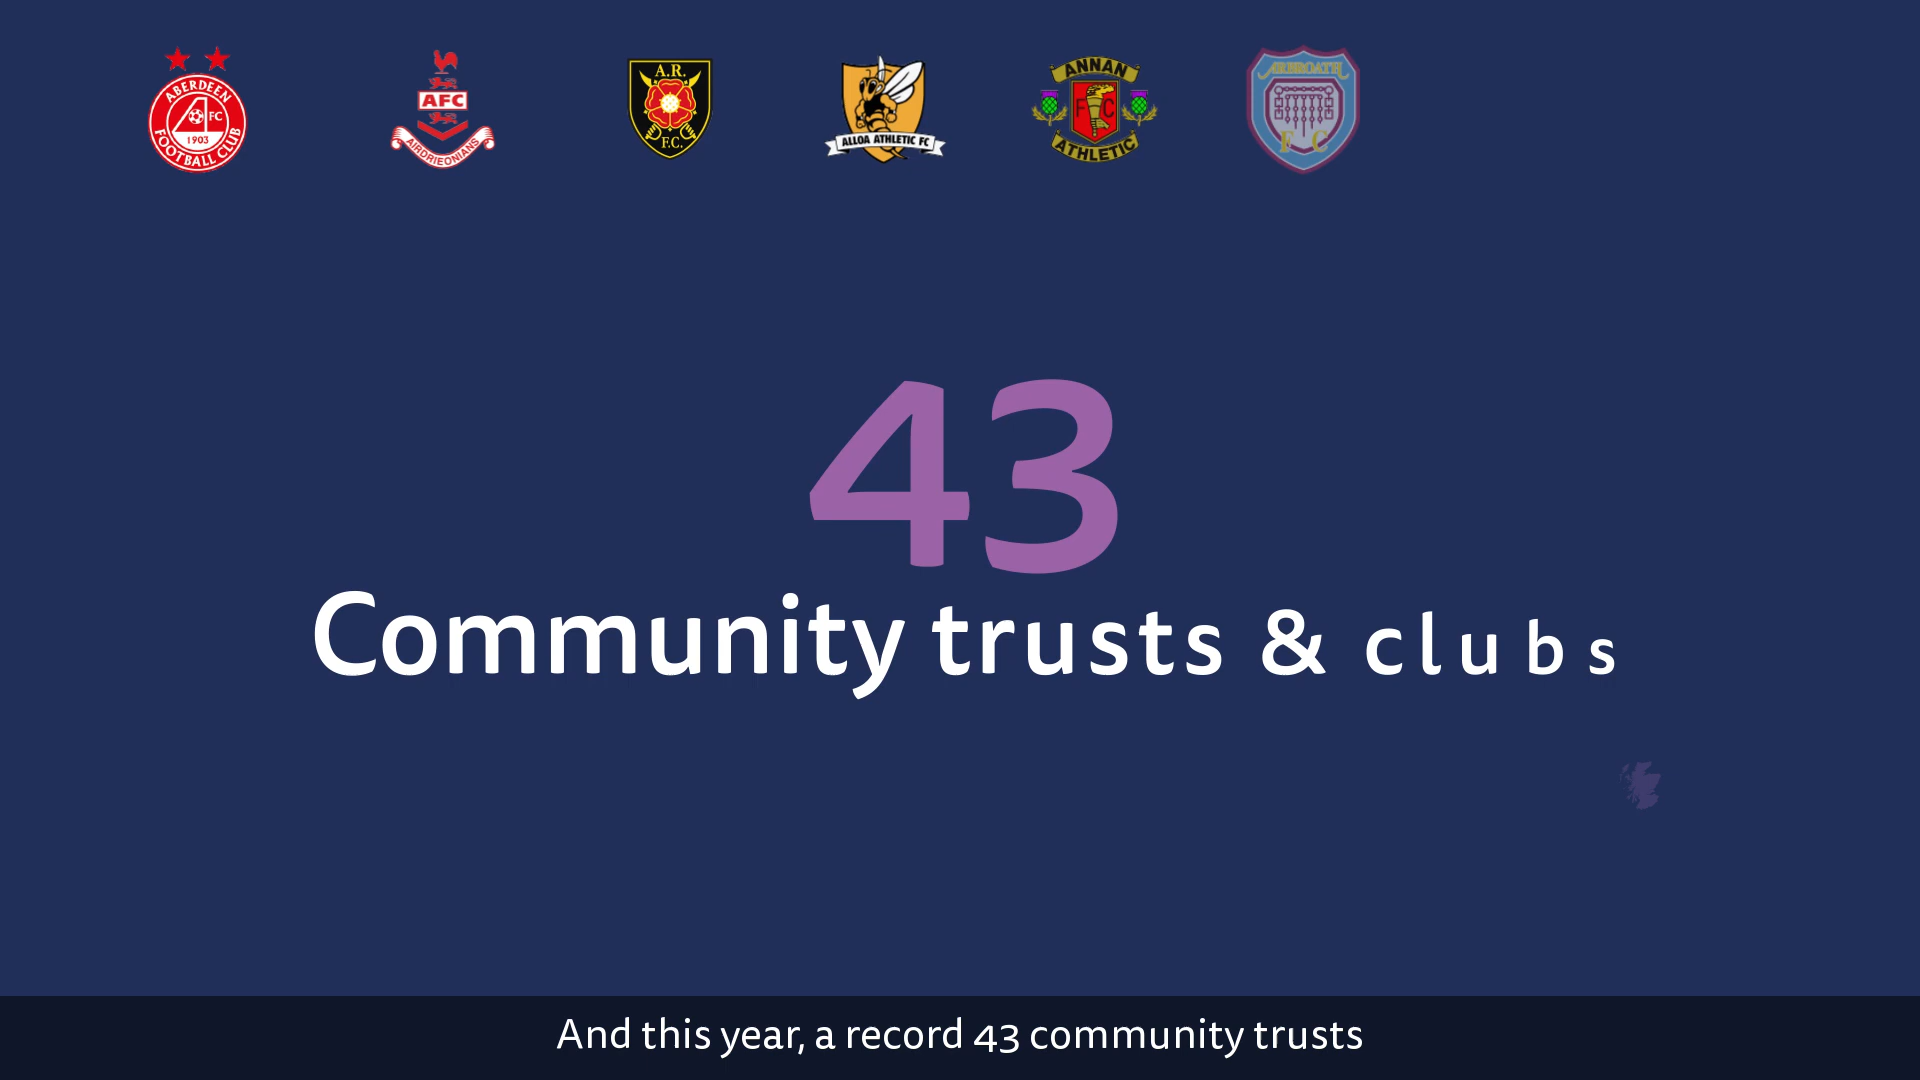 ABERDEEN
FC
1903
FOOTBALL CLUB
AFC
AIRDRIEONIANS
A.R.
F.C.
ALLOA ATHLETIC FC
ANNAN
F C
ATHLETIC
ARBROATH
F C
43
Community trusts & clubs
And this year, a record 43 community trusts